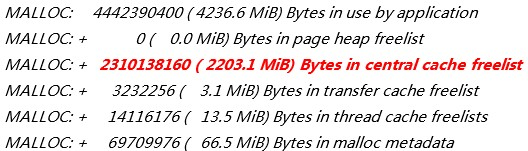 MALLOC: 4442390400 ( 4236.6 MiB) Bytes in use by application
MALLOC: + 0 ( 0.0 MiB) Bytes in page heap freelist
MALLOC: + 2310138160 ( 2203.1 MiB) Bytes in central cache freelist
MALLOC: + 3232256 ( 3.1 MiB) Bytes in transfer cache freelist
MALLOC: + 14116176 ( 13.5 MiB) Bytes in thread cache freelists
MALLOC: + 69709976 ( 66.5 MiB) Bytes in malloc metadata